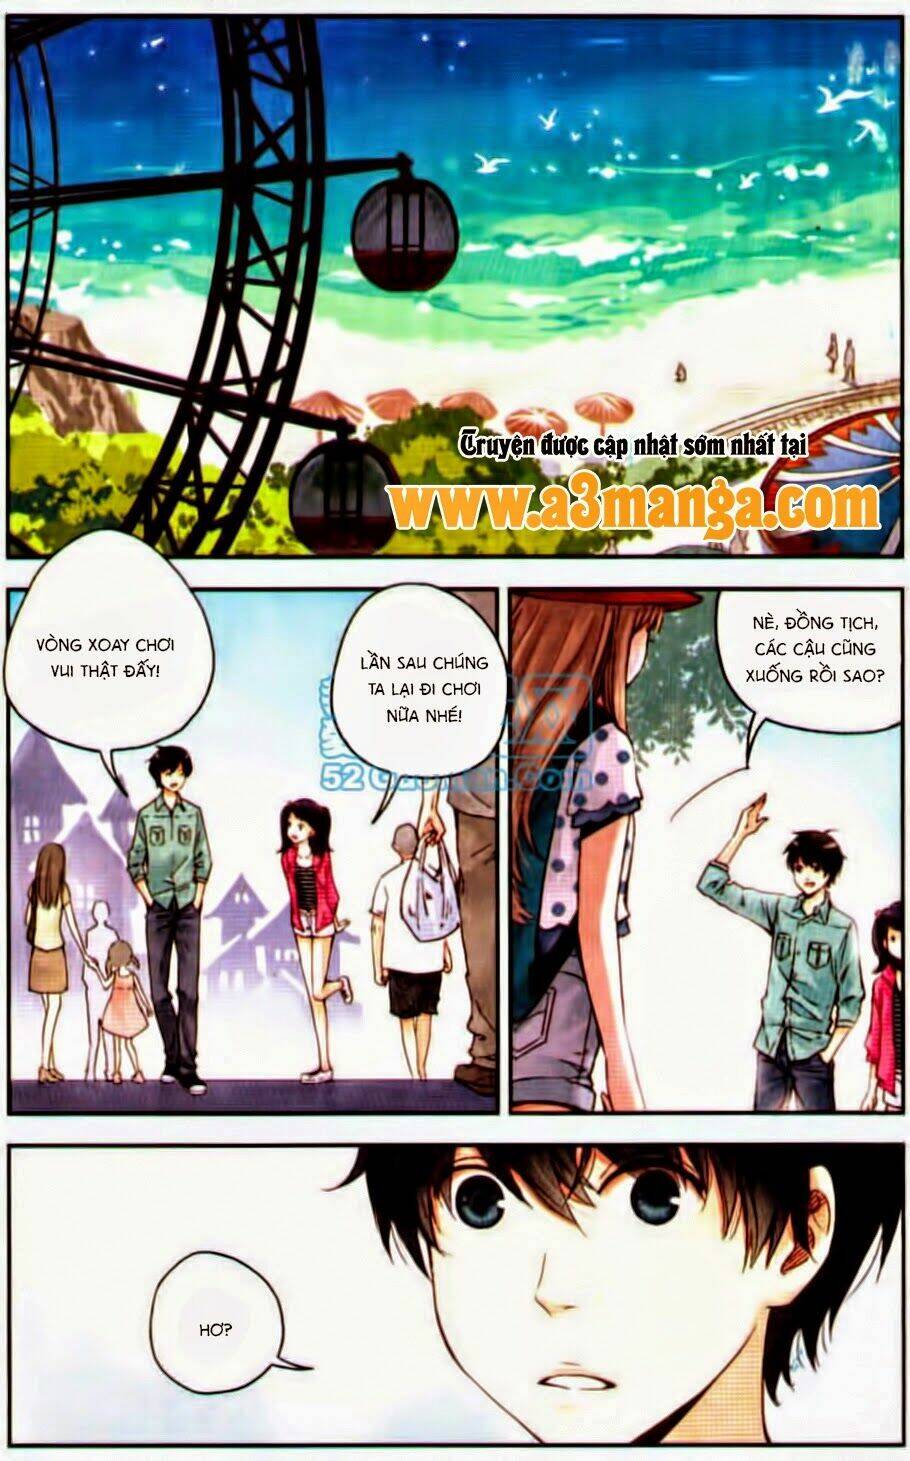 Truyện được cập nhật sớm nhất tại
www.a3manga.com
VÒNG XOAY CHƠI
VUI THẬT ĐẤY!
LẦN SAU CHÚNG
TA LẠI ĐI CHƠI
NỮA NHÉ!
NÈ, ĐỒNG TỊCH,
CÁC CẬU CŨNG
XUỐNG RỒI SAO?
HƠ?